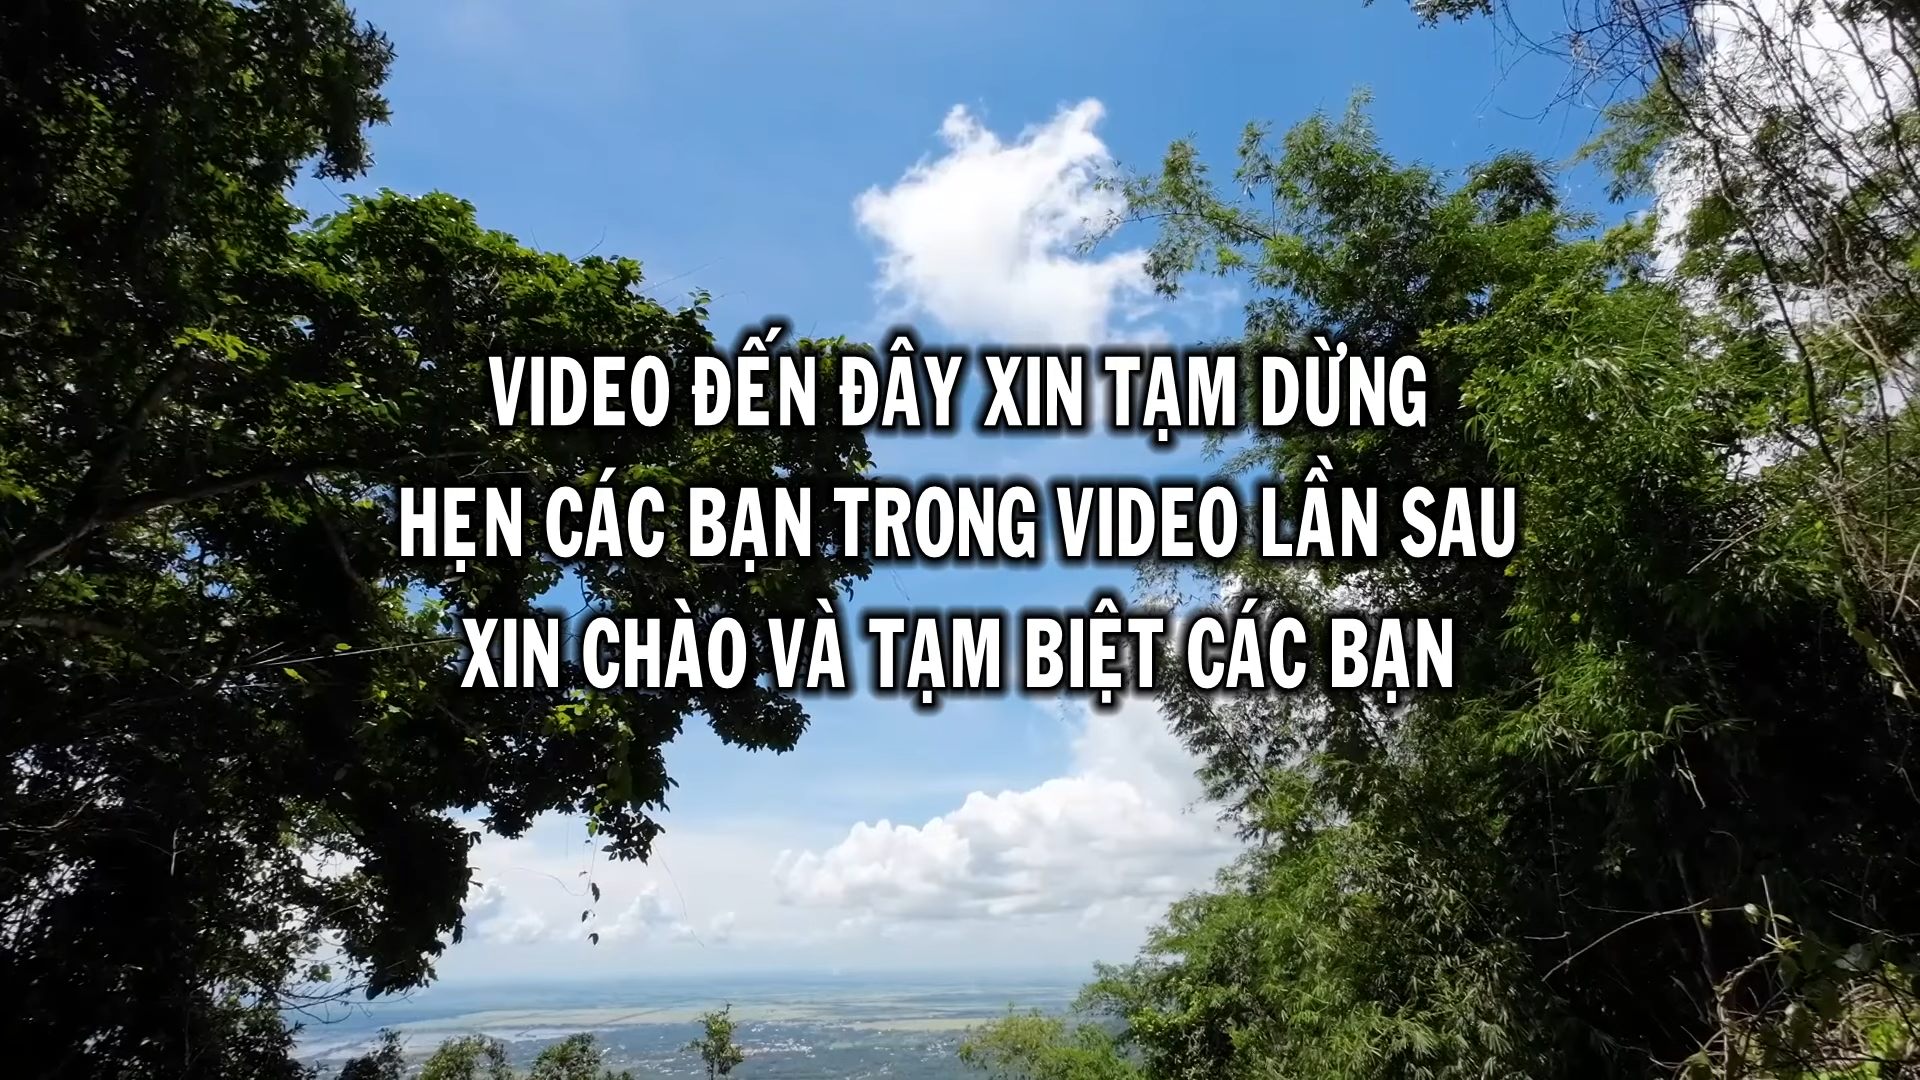 VIDEO ĐẾN ĐÂY XIN TẠM DỪNG
HẸN CÁC BẠN TRONG VIDEO LẦN SAU
XIN CHÀO VÀ TẠM BIỆT CÁC BẠN